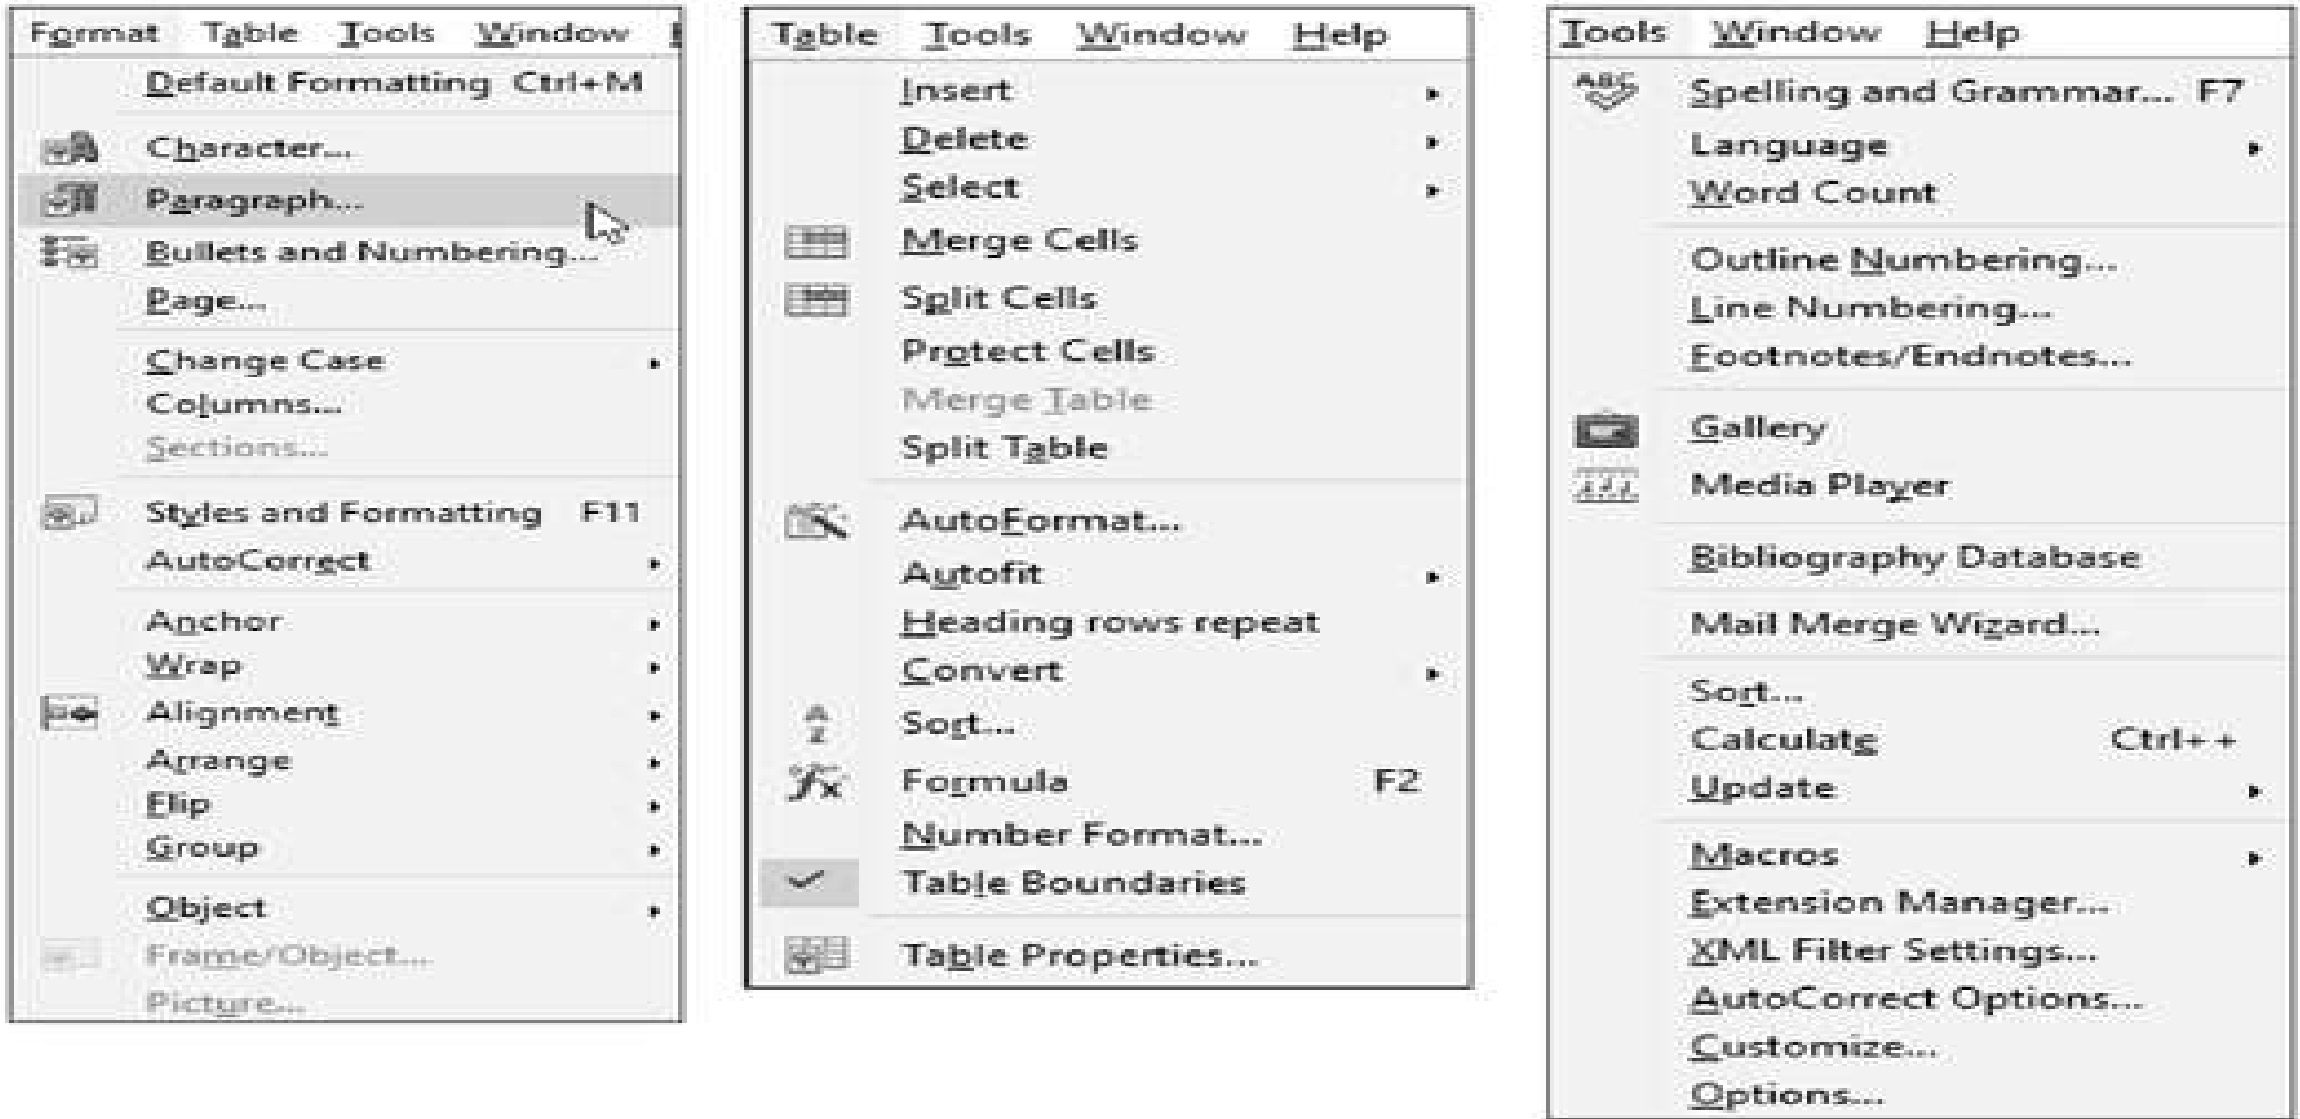 Format Table Tools Window
Default Formatting Ctrl+M
Character...
Paragraph...
Bullets and Numbering...
Page...
Change Case
Columns...
Sections...
Styles and Formatting F11
AutoCorrect
Anchor
Wrap
Alignment
Arrange
Flip
Group
Object
Frame/Object...
Picture...
Table Tools Window Help
Insert
Delete
Select
Merge Cells
Split Cells
Protect Cells
Merge Table
Split Table
AutoFormat...
Autofit
Heading rows repeat
Convert
Sort...
Formula F2
Number Format...
Table Boundaries
Table Properties...
Tools Window Help
Spelling and Grammar... F7
Language
Word Count
Outline Numbering...
Line Numbering...
Footnotes/Endnotes...
Gallery
Media Player
Bibliography Database
Mail Merge Wizard...
Sort...
Calculate Ctrl++
Update
Macros
Extension Manager...
XML Filter Settings...
AutoCorrect Options...
Customize...
Options...